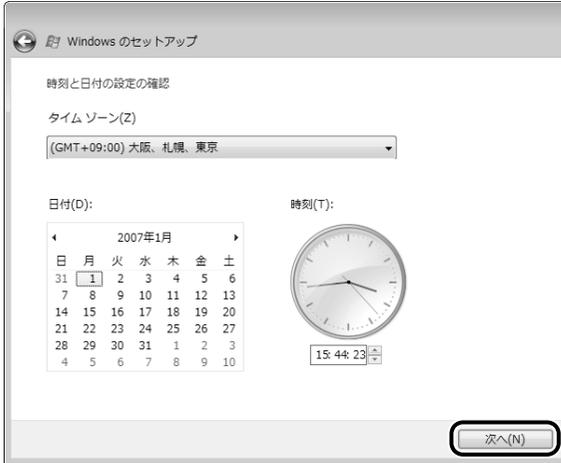 Windows のセットアップ
時刻と日付の設定の確認
タイム ゾーン(Z)
(GMT+09:00) 大阪、札幌、東京
日付(D):
2007年1月
日 月 火 水 木 金 土
31 1 2 3 4 5 6
7 8 9 10 11 12 13
14 15 16 17 18 19 20
21 22 23 24 25 26 27
28 29 30 31 1 2 3
4 5 6 7 8 9 10
時刻(T):
15: 44: 23
次へ(N)